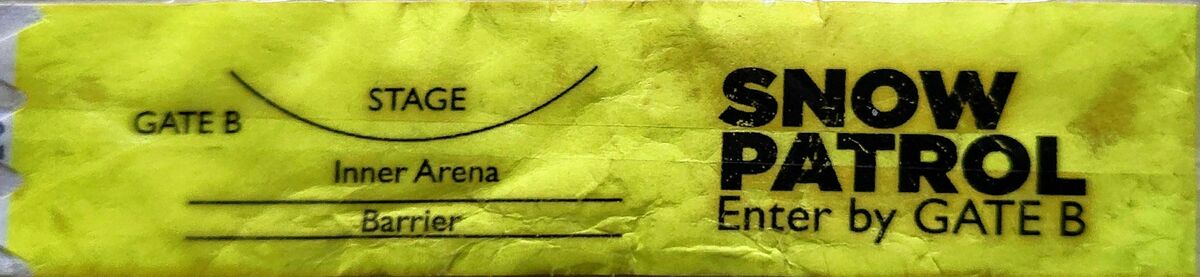 STAGE
GATE B
Inner Arena
Barrier
SNOW
PATROL
Enter by GATE B